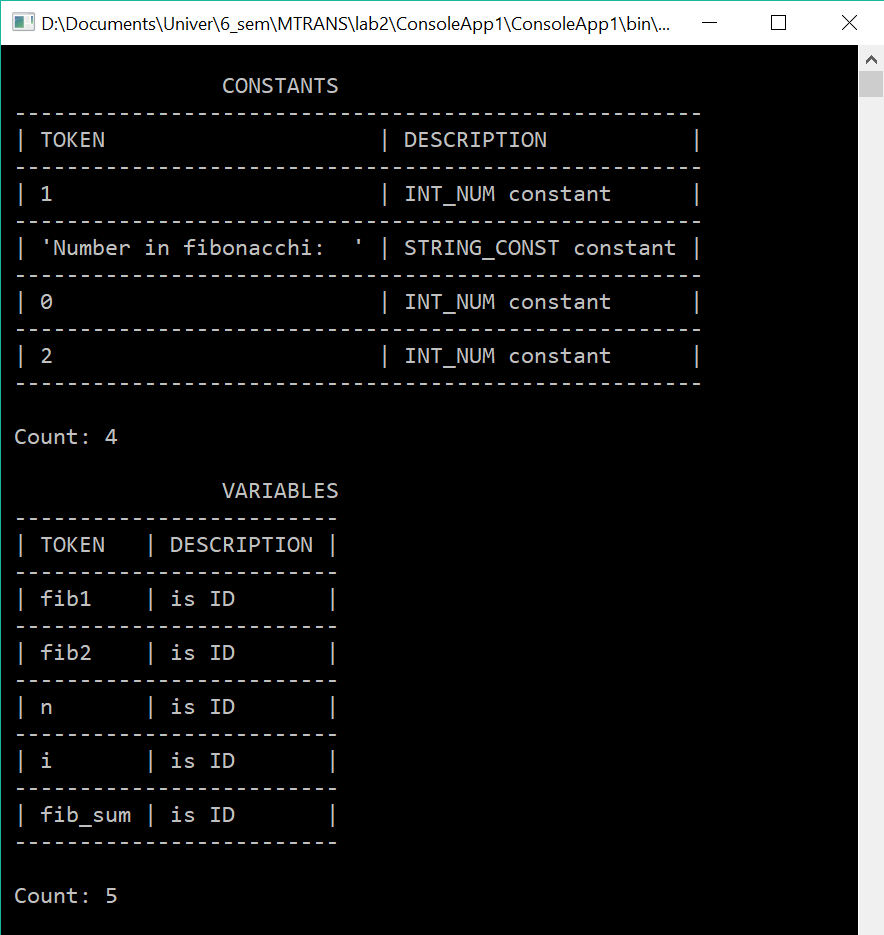 D:\Documents\Univer\6_sem\MTRANS\lab2\ConsoleApp1\ConsoleApp1\bin\...
CONSTANTS
-----------------------------------------------------
| TOKEN                     | DESCRIPTION           |
-----------------------------------------------------
| 1                         | INT_NUM constant      |
-----------------------------------------------------
| 'Number in fibonacchi:  ' | STRING_CONST constant |
-----------------------------------------------------
| 0                         | INT_NUM constant      |
-----------------------------------------------------
| 2                         | INT_NUM constant      |
-----------------------------------------------------
Count: 4
VARIABLES
-------------------------
| TOKEN   | DESCRIPTION |
-------------------------
| fib1    | is ID       |
-------------------------
| fib2    | is ID       |
-------------------------
| n       | is ID       |
-------------------------
| i       | is ID       |
-------------------------
| fib_sum | is ID       |
-------------------------
Count: 5